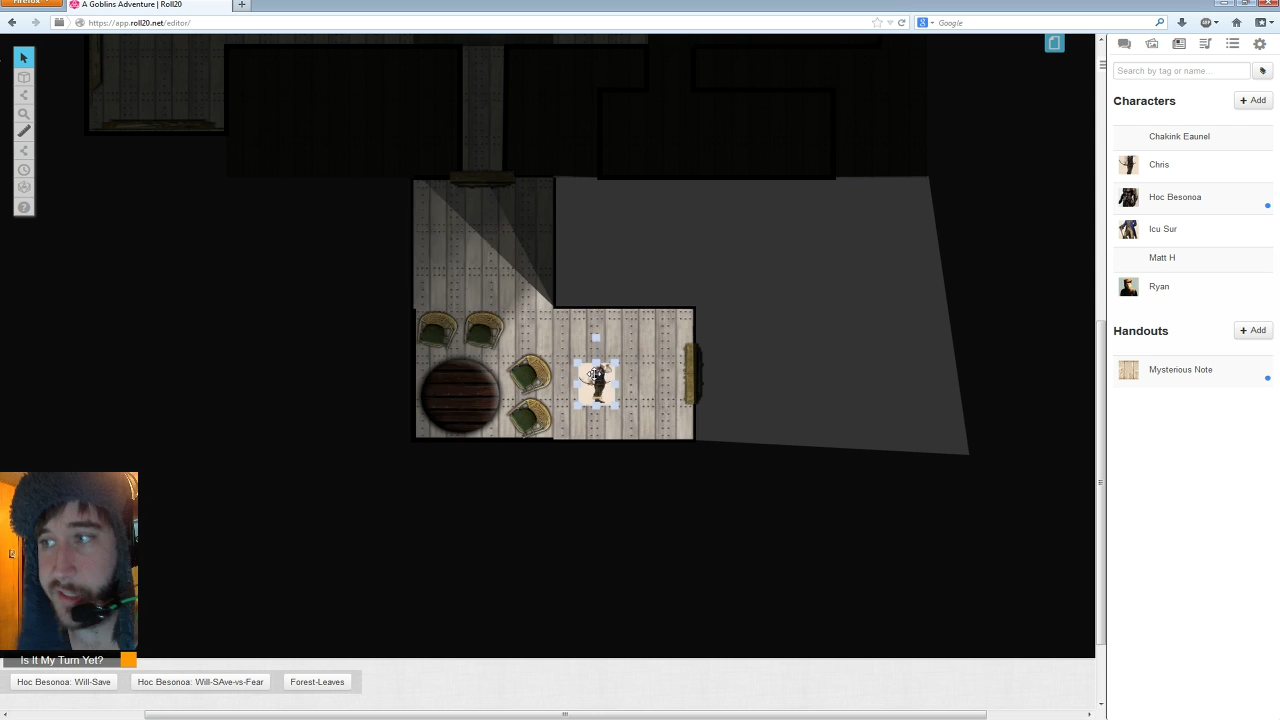 Firefox
A Goblins Adventure | Roll20
https://app.roll20.net/editor/
Google
Search by tag or name...
Characters
+ Add
Chakink Eaunel
Chris
Hoc Besonoa
Icu Sur
Matt H
Ryan
Handouts
+ Add
Mysterious Note
Is It My Turn Yet?
Hoc Besonoa: Will-Save
Hoc Besonoa: Will-SAve-vs-Fear
Forest-Leaves